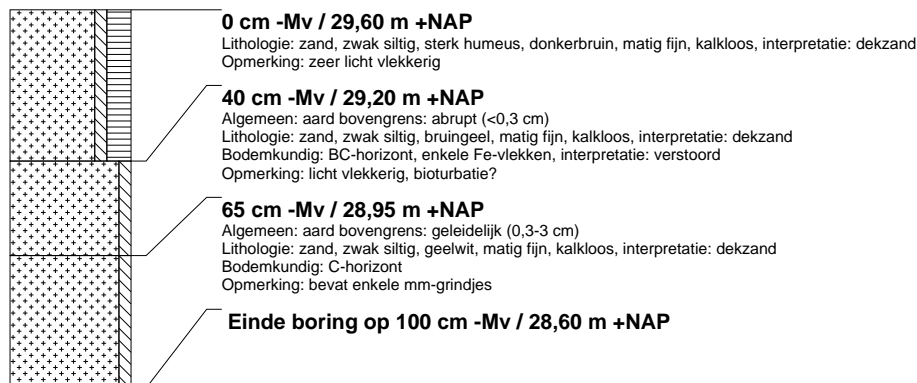 0 cm -Mv / 29,60 m +NAP
Lithologie: zand, zwak siltig, sterk humeus, donkerbruin, matig fijn, kalkloos, interpretatie: dekzand
Opmerking: zeer licht vlekkerig
40 cm -Mv / 29,20 m +NAP
Algemeen: aard bovengrens: abrupt (<0,3 cm)
Lithologie: zand, zwak siltig, bruingeel, matig fijn, kalkloos, interpretatie: dekzand
Bodemkundig: BC-horizont, enkele Fe-vlekken, interpretatie: verstoord
Opmerking: licht vlekkerig, bioturbatie?
65 cm -Mv / 28,95 m +NAP
Algemeen: aard bovengrens: geleidelijk (0,3-3 cm)
Lithologie: zand, zwak siltig, geelwit, matig fijn, kalkloos, interpretatie: dekzand
Bodemkundig: C-horizont
Opmerking: bevat enkele mm-grindjes
Einde boring op 100 cm -Mv / 28,60 m +NAP